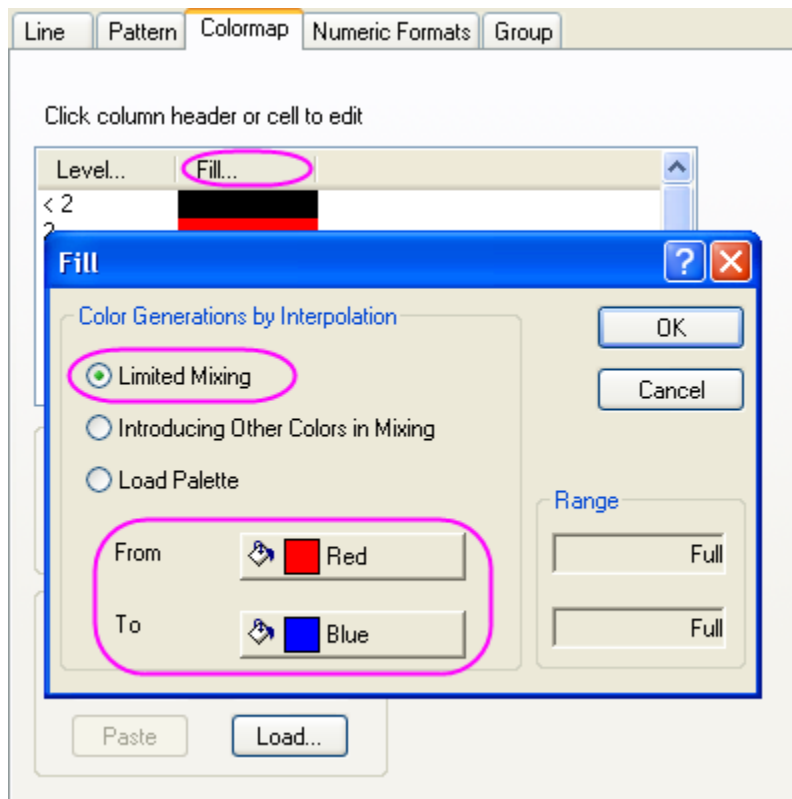 Line Pattern Colormap Numeric Formats Group
Click column header or cell to edit
Level... Fill...
< 2
2
Fill
Color Generations by Interpolation
OK
Limited Mixing
Cancel
Introducing Other Colors in Mixing
Load Palette
Range
From Red Full
To Blue Full
Paste Load...